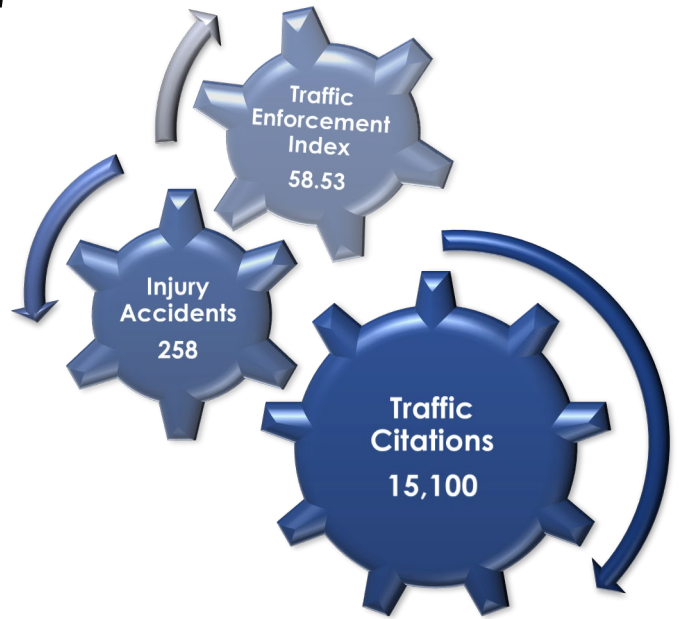 Traffic
Enforcement
Index
58.53
Injury
Accidents
258
Traffic
Citations
15,100